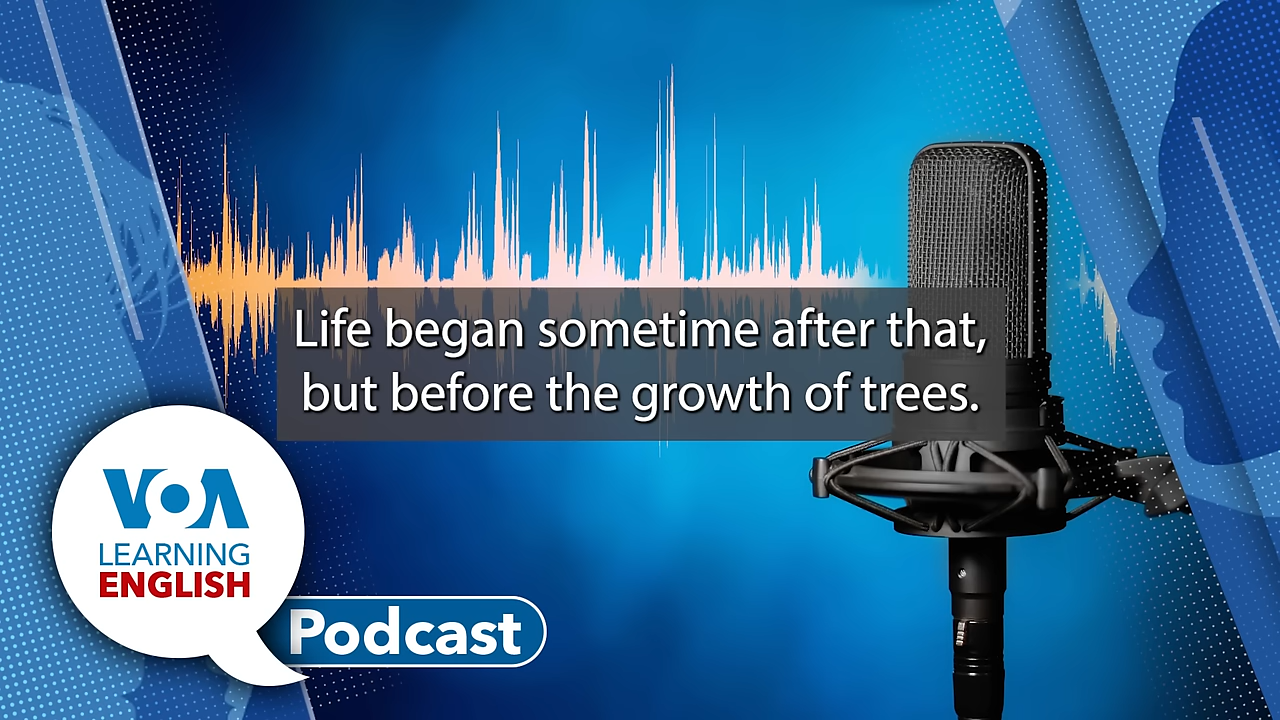 Life began sometime after that,
but before the growth of trees.
VOA
LEARNING
ENGLISH
Podcast